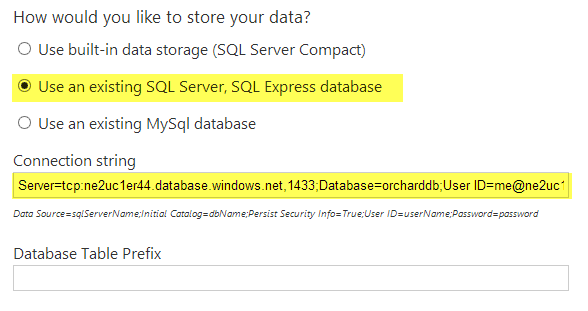 How would you like to store your data?
Use built-in data storage (SQL Server Compact)
Use an existing SQL Server, SQL Express database
Use an existing MySql database
Connection string
Server=tcp:ne2uc1er44.database.windows.net,1433;Database=orcharddb;User ID=me@ne2uc1
Data Source=sqlServerName;Initial Catalog=dbName;Persist Security Info=True;User ID=userName;Password=password
Database Table Prefix